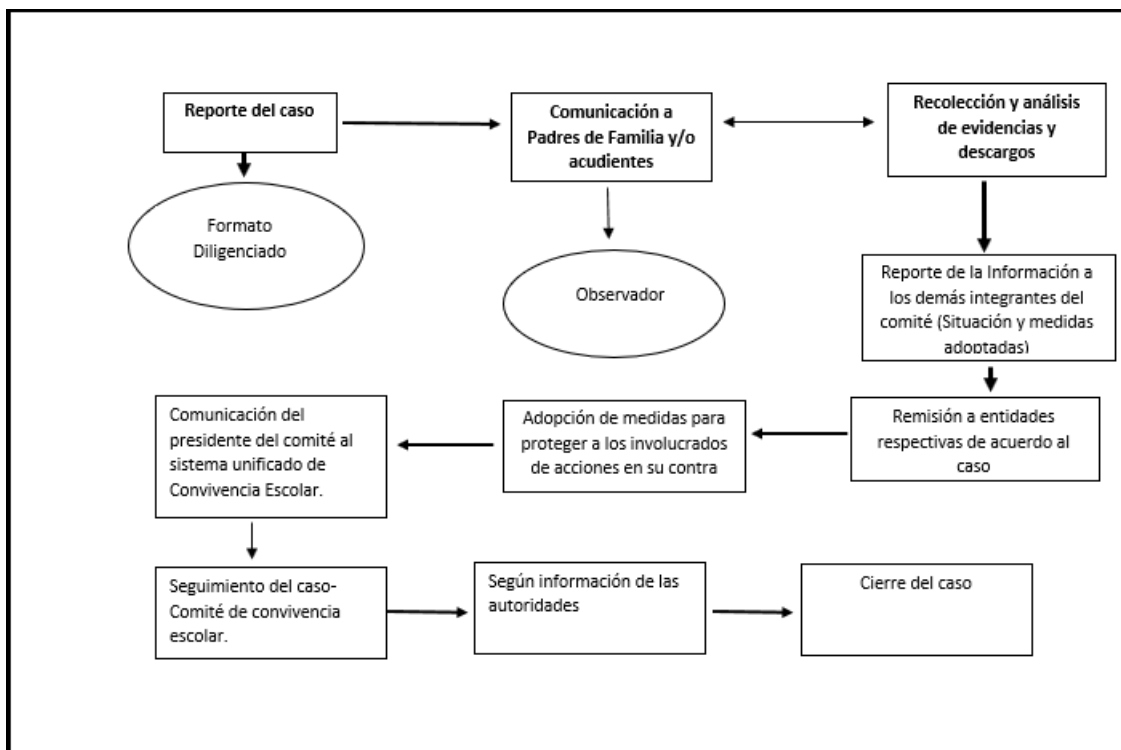 Reporte del caso
Comunicación a
Padres de Familia y/o
acudientes
Recolección y análisis
de evidencias y
descargos
Formato
Diligenciado
Observador
Reporte de la Información a
los demás integrantes del
comité (Situación y medidas
adoptadas)
Comunicación del
presidente del comité al
sistema unificado de
Convivencia Escolar.
Adopción de medidas para
proteger a los involucrados
de acciones en su contra
Remisión a entidades
respectivas de acuerdo al
caso
Seguimiento del caso-
Comité de convivencia
escolar.
Según información de las
autoridades
Cierre del caso